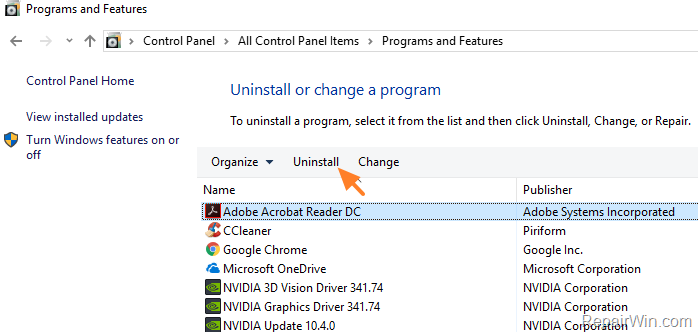 Programs and Features
Control Panel > All Control Panel Items > Programs and Features
Control Panel Home
View installed updates
Turn Windows features on or
off
Uninstall or change a program
To uninstall a program, select it from the list and then click Uninstall, Change, or Repair.
Organize Uninstall Change
Name Publisher
Adobe Acrobat Reader DC Adobe Systems Incorporated
CCleaner Piriform
Google Chrome Google Inc.
Microsoft OneDrive Microsoft Corporation
NVIDIA 3D Vision Driver 341.74 NVIDIA Corporation
NVIDIA Graphics Driver 341.74 NVIDIA Corporation
NVIDIA Update 10.4.0 NVIDIA Corporation
RepairWin.com